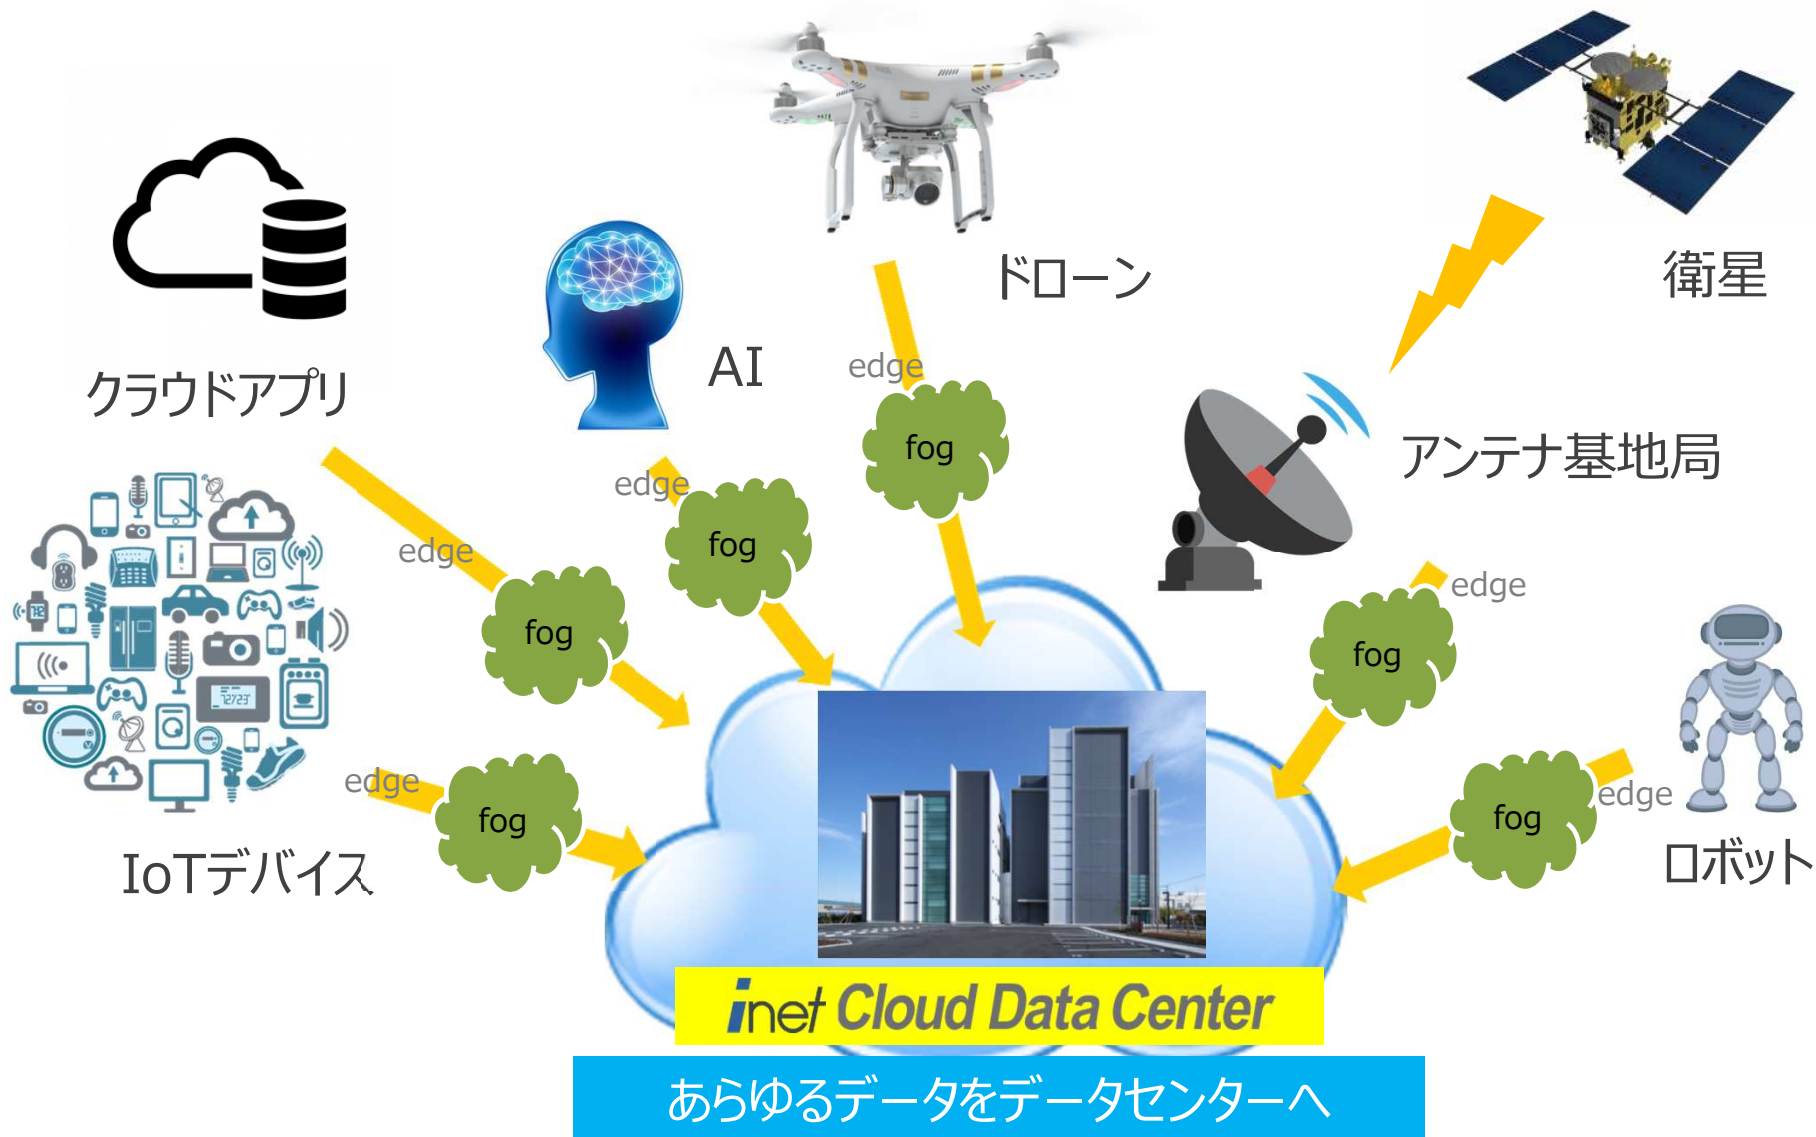 ドローン
衛星
クラウドアプリ
AI
edge
fog
アンテナ基地局
edge
fog
edge
fog
edge
fog
edge
fog
edge
fog
IoTデバイス
ロボット
inet Cloud Data Center
あらゆるデータをデータセンターへ